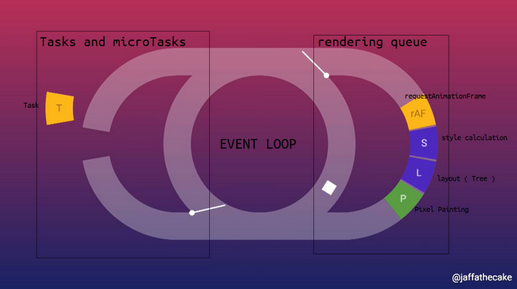 Tasks and microTasks
rendering queue
requestAnimationFrame
Task
T
rAF
style calculation
S
EVENT LOOP
L
layout ( Tree )
P
Pixel Painting
@jaffathecake